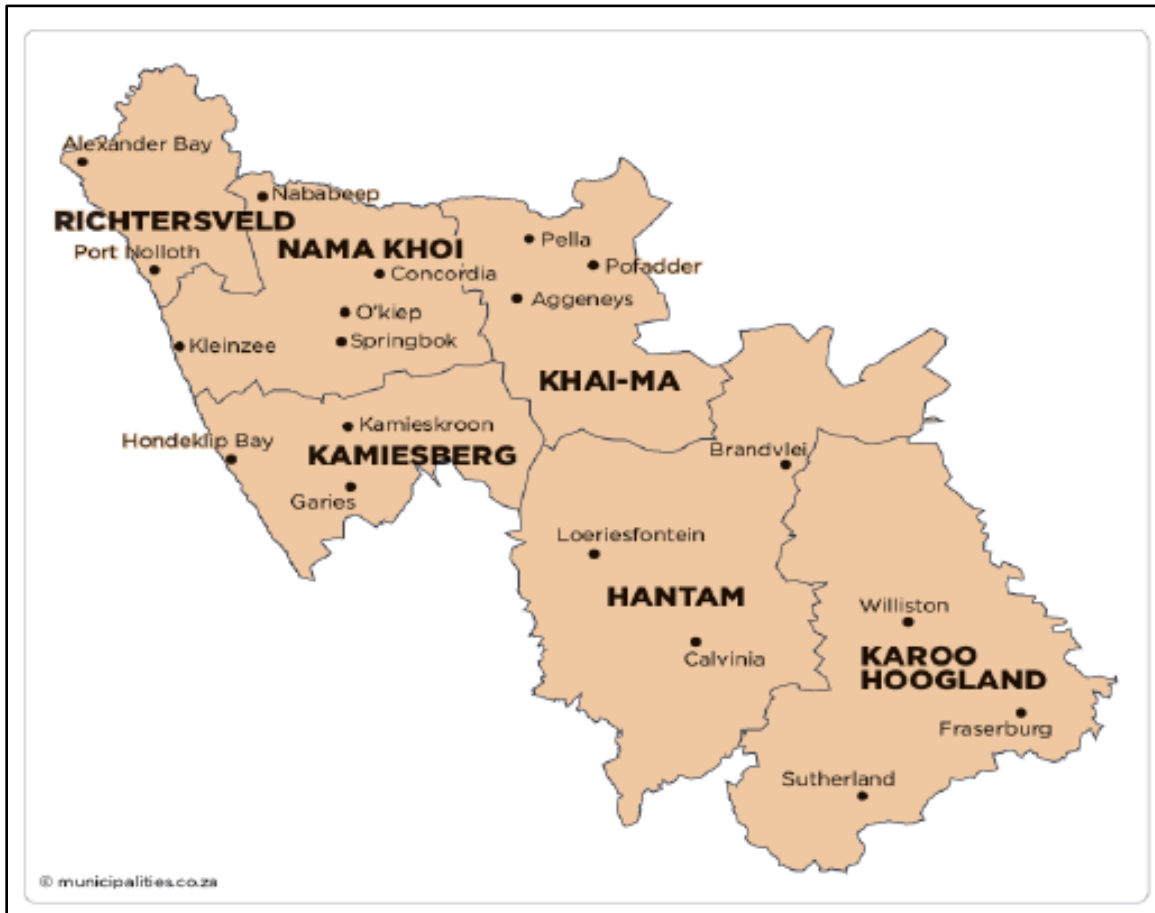 Alexander Bay
Nababeep
RICHTERSVELD
Port Nolloth
NAMA KHOI
Concordia
O'kiep
Springbok
Kleinzee
Pella
Pofadder
Aggeneys
KHAI-MA
Kamieskroon
Hondeklip Bay
KAMIESBERG
Garies
Brandvlei
Loeriesfontein
HANTAM
Calvinia
Williston
KAROO
HOOGLAND
Fraserburg
Sutherland
© municipalities.co.za